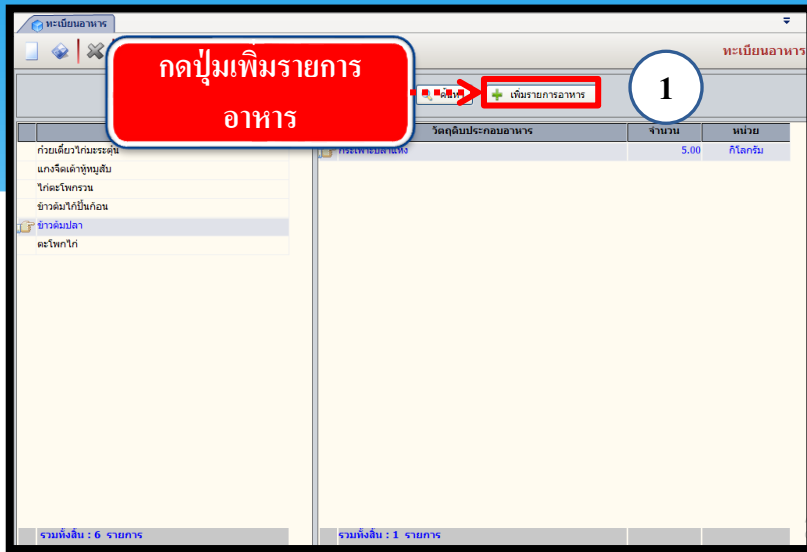 ทะเบียนอาหาร
ทะเบียนอาหาร
กดปุ่มเพิ่มรายการ
อาหาร
ค้นหา
เพิ่มรายการอาหาร
1
วัตถุดิบประกอบอาหาร จำนวน หน่วย
ก๋วยเตี๋ยวไก่มะระตุ๋น
กระเพาะปลาแห้ง 5.00 กิโลกรัม
แกงจืดเต้าหู้หมูสับ
ไก่ตะโพกรวน
ข้าวต้มไก่ปั้นก้อน
ข้าวต้มปลา
ตะโพกไก่
รวมทั้งสิ้น : 6 รายการ
รวมทั้งสิ้น : 1 รายการ